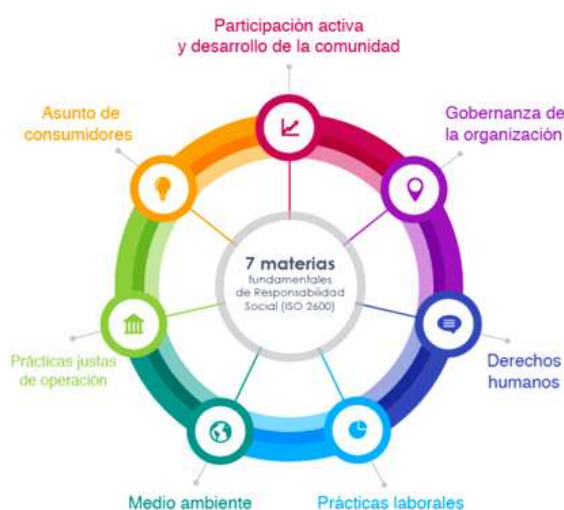 Participación activa
y desarrollo de la comunidad
Asunto de
consumidores
Gobernanza de
la organización
7 materias
fundamentales
de Responsabilidad
Social (ISO 2600)
Prácticas justas
de operación
Derechos
humanos
Medio ambiente
Prácticas laborales